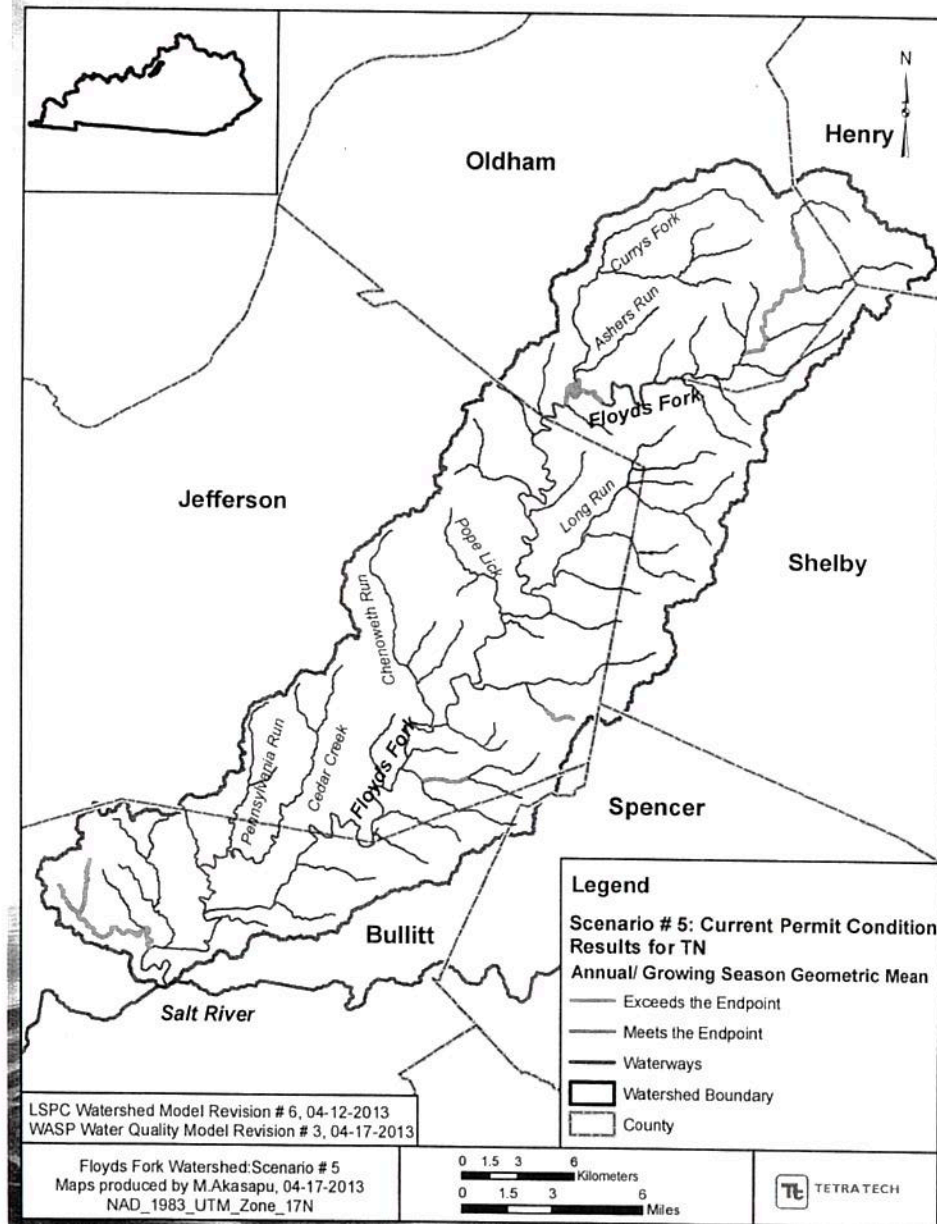 N
Henry
Oldham
Currys Fork
Ashers Run
Floyds Fork
Jefferson
Long Run
Pope Lick
Shelby
Chenoweth Run
Pennsylvania Run
Cedar Creek
Floyds Fork
Spencer
Bullitt
Salt River
Legend
Scenario # 5: Current Permit Condition
Results for TN
Annual/ Growing Season Geometric Mean
Exceeds the Endpoint
Meets the Endpoint
Waterways
Watershed Boundary
County
LSPC Watershed Model Revision # 6, 04-12-2013
WASP Water Quality Model Revision # 3, 04-17-2013
Floyds Fork Watershed:Scenario # 5
Maps produced by M.Akasapu, 04-17-2013
NAD_1983_UTM_Zone_17N
0 1.5 3 6
Kilometers
0 1.5 3 6
Miles
Tt TETRA TECH